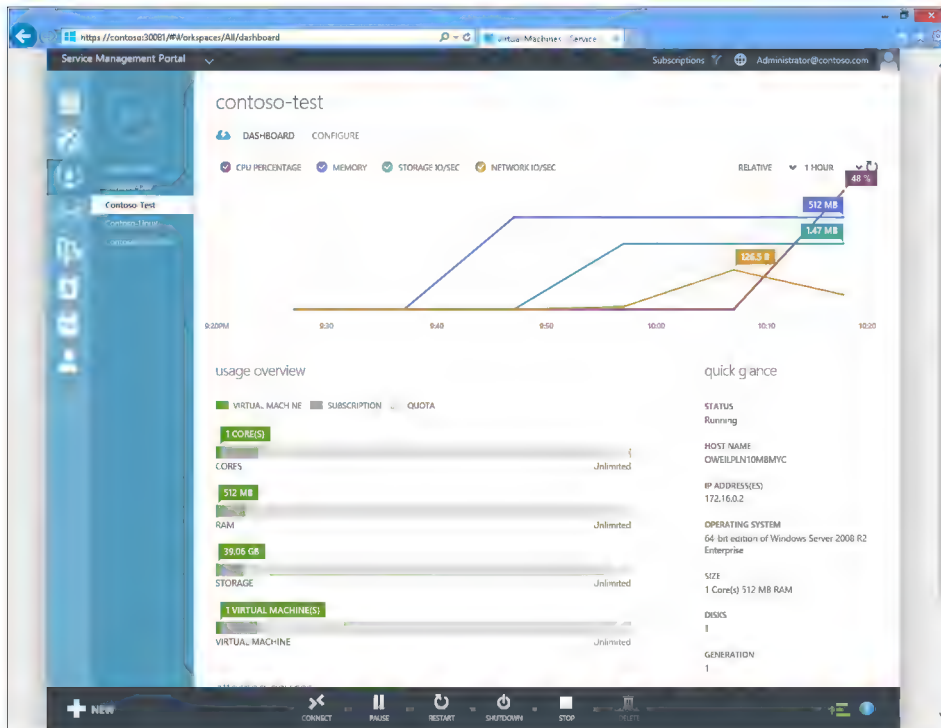 https://contoso:30081/#Workspaces/All/dashboard
Virtual Machines Service
Service Management Portal
Subscriptions
Administrator@contoso.com
contoso-test
DASHBOARD CONFIGURE
CPU PERCENTAGE MEMORY STORAGE IO/SEC NETWORK IO/SEC
RELATIVE 1 HOUR
48 %
Contoso-Test
512 MB
1.47 MB
126.5 B
9:20PM 9:30 9:40 9:50 10:00 10:10 10:20
usage overview
VIRTUAL MACHINE SUBSCRIPTION QUOTA
1 CORE(S)
CORES Unlimited
512 MB
RAM Unlimited
39.06 GB
STORAGE Unlimited
1 VIRTUAL MACHINE(S)
VIRTUAL MACHINE Unlimited
quick glance
STATUS
Running
HOST NAME
OWEILPLN10MBMYC
IP ADDRESS(ES)
172.16.0.2
OPERATING SYSTEM
64-bit edition of Windows Server 2008 R2
Enterprise
SIZE
1 Core(s) 512 MB RAM
DISKS
1
GENERATION
1
NEW
CONNECT PAUSE RESTART SHUTDOWN STOP DELETE